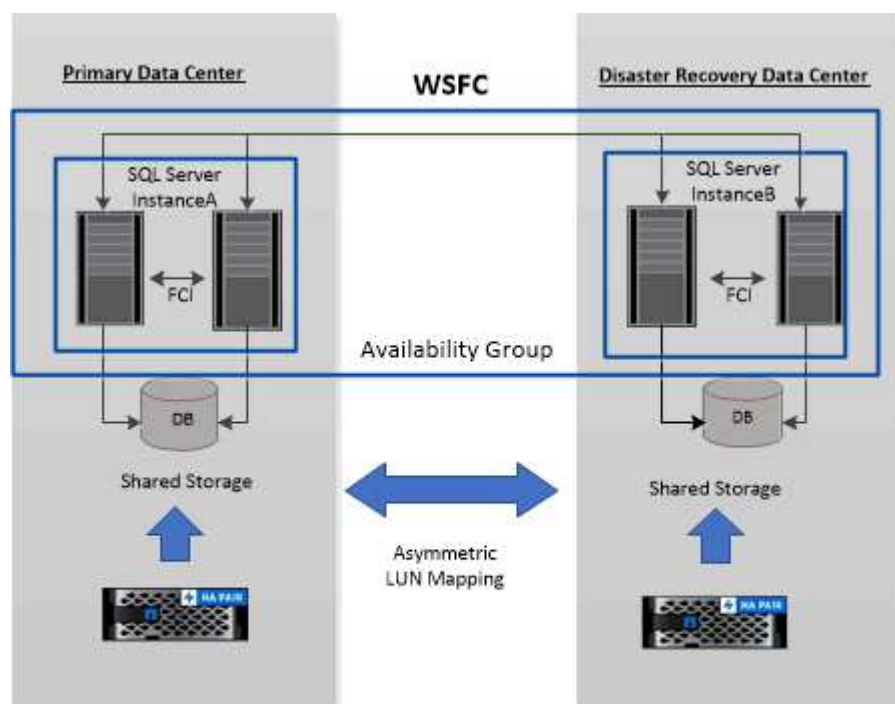 Primary Data Center
WSFC
Disaster Recovery Data Center
SQL Server
InstanceA
SQL Server
InstanceB
FCI
FCI
Availability Group
DB
DB
Shared Storage
Shared Storage
Asymmetric
LUN Mapping
HA PAIR
HA PAIR